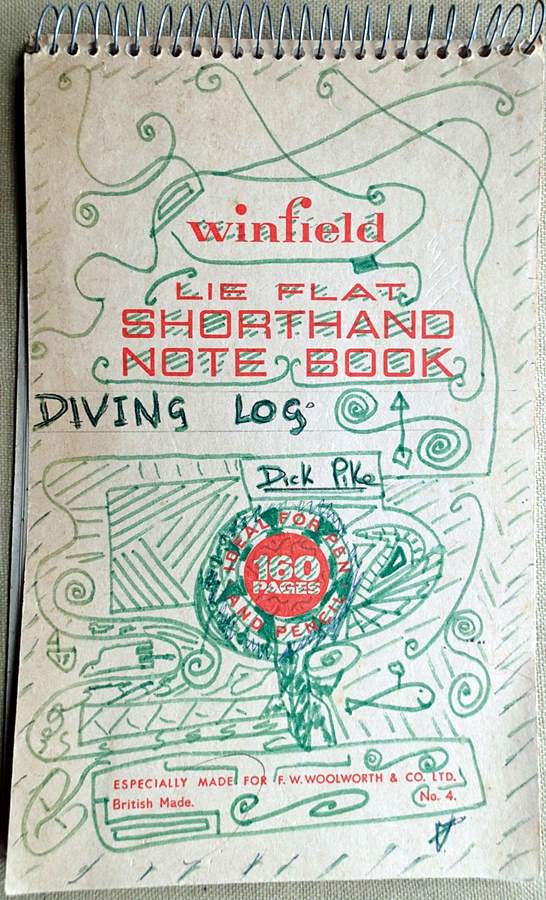 winfield
LIE FLAT
SHORTHAND
NOTE BOOK
DIVING LOG
Dick Pike
IDEAL FOR PEN
160
PAGES
AND PENCIL
ESPECIALLY MADE FOR F. W. WOOLWORTH & CO. LTD.
British Made. No. 4.